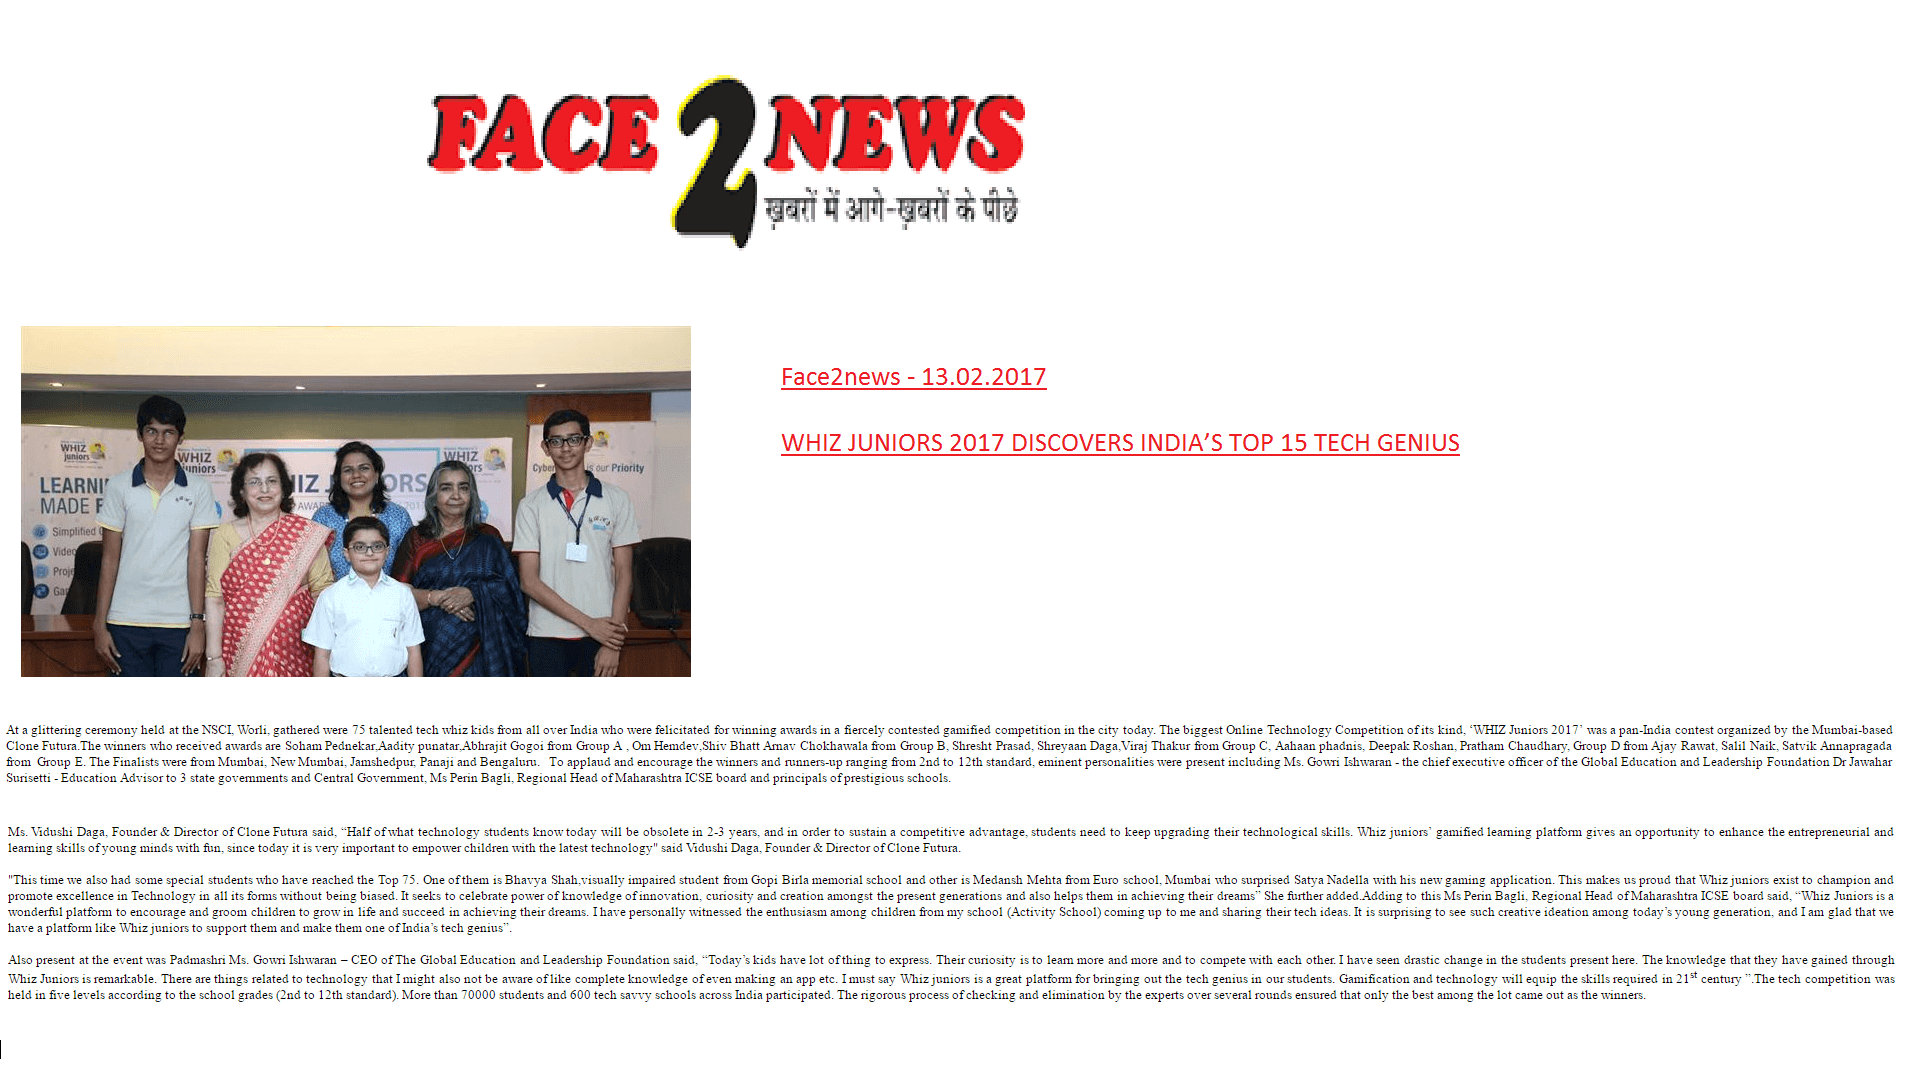 FACE 2 NEWS
ख़बरों में आगे-ख़बरों के पीछे
Face2news - 13.02.2017
WHIZ JUNIORS 2017 DISCOVERS INDIA’S TOP 15 TECH GENIUS
WHIZ
juniors
WHIZ
juniors
WHIZ
Cyber is our Priority
LEARNI
MADE F
Simplified
Video
Proje
Ga
IZ J ORS
AWAR 201
At a glittering ceremony held at the NSCI, Worli, gathered were 75 talented tech whiz kids from all over India who were felicitated for winning awards in a fiercely contested gamified competition in the city today. The biggest Online Technology Competition of its kind, ‘WHIZ Juniors 2017’ was a pan-India contest organized by the Mumbai-based
Clone Futura.The winners who received awards are Soham Pednekar,Aadity punatar,Abhrajit Gogoi from Group A , Om Hemdev,Shiv Bhatt Arnav Chokhawala from Group B, Shresht Prasad, Shreyaan Daga,Viraj Thakur from Group C, Aahaan phadnis, Deepak Roshan, Pratham Chaudhary, Group D from Ajay Rawat, Salil Naik, Satvik Annapragada
from Group E. The Finalists were from Mumbai, New Mumbai, Jamshedpur, Panaji and Bengaluru. To applaud and encourage the winners and runners-up ranging from 2nd to 12th standard, eminent personalities were present including Ms. Gowri Ishwaran - the chief executive officer of the Global Education and Leadership Foundation Dr Jawahar
Surisetti - Education Advisor to 3 state governments and Central Government, Ms Perin Bagli, Regional Head of Maharashtra ICSE board and principals of prestigious schools.
Ms. Vidushi Daga, Founder & Director of Clone Futura said, “Half of what technology students know today will be obsolete in 2-3 years, and in order to sustain a competitive advantage, students need to keep upgrading their technological skills. Whiz juniors’ gamified learning platform gives an opportunity to enhance the entrepreneurial and
learning skills of young minds with fun, since today it is very important to empower children with the latest technology" said Vidushi Daga, Founder & Director of Clone Futura.
"This time we also had some special students who have reached the Top 75. One of them is Bhavya Shah,visually impaired student from Gopi Birla memorial school and other is Medansh Mehta from Euro school, Mumbai who surprised Satya Nadella with his new gaming application. This makes us proud that Whiz juniors exist to champion and
promote excellence in Technology in all its forms without being biased. It seeks to celebrate power of knowledge of innovation, curiosity and creation amongst the present generations and also helps them in achieving their dreams” She further added.Adding to this Ms Perin Bagli, Regional Head of Maharashtra ICSE board said, “Whiz Juniors is a
wonderful platform to encourage and groom children to grow in life and succeed in achieving their dreams. I have personally witnessed the enthusiasm among children from my school (Activity School) coming up to me and sharing their tech ideas. It is surprising to see such creative ideation among today’s young generation, and I am glad that we
have a platform like Whiz juniors to support them and make them one of India’s tech genius”.
Also present at the event was Padmashri Ms. Gowri Ishwaran – CEO of The Global Education and Leadership Foundation said, “Today’s kids have lot of thing to express. Their curiosity is to learn more and more and to compete with each other. I have seen drastic change in the students present here. The knowledge that they have gained through
Whiz Juniors is remarkable. There are things related to technology that I might also not be aware of like complete knowledge of even making an app etc. I must say Whiz juniors is a great platform for bringing out the tech genius in our students. Gamification and technology will equip the skills required in 21st century ”.The tech competition was
held in five levels according to the school grades (2nd to 12th standard). More than 70000 students and 600 tech savvy schools across India participated. The rigorous process of checking and elimination by the experts over several rounds ensured that only the best among the lot came out as the winners.